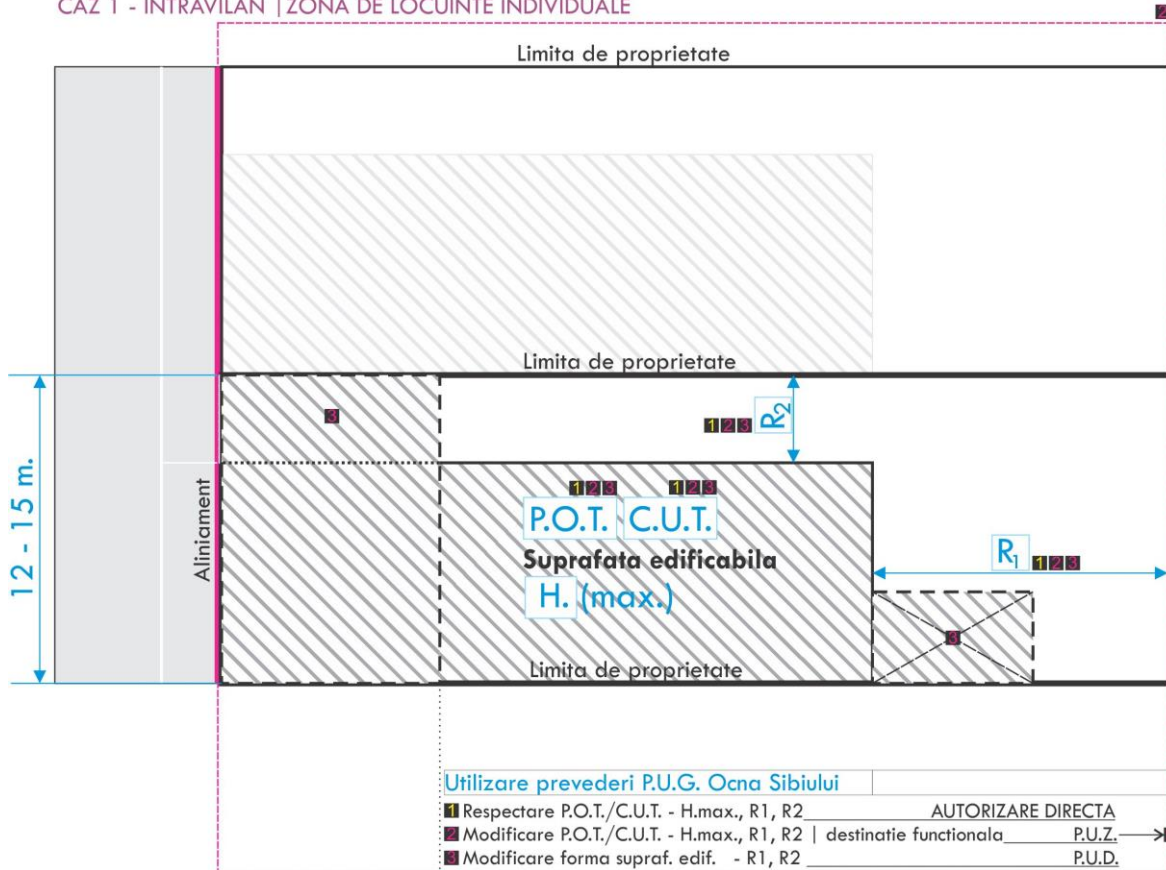 CAZ 1 - INTRAVILAN | ZONA DE LOCUINTE INDIVIDUALE
2
Limita de proprietate
Limita de proprietate
3
1 2 3 R2
12 - 15 m.
Aliniament
1 2 3 1 2 3
P.O.T. C.U.T.
Suprafata edificabila
H. (max.)
R1 1 2 3
3
Limita de proprietate
Utilizare prevederi P.U.G. Ocna Sibiului
1 Respectare P.O.T./C.U.T. - H.max., R1, R2 AUTORIZARE DIRECTA
2 Modificare P.O.T./C.U.T. - H.max., R1, R2 | destinatie functionala P.U.Z.
3 Modificare forma supraf. edif. - R1, R2 P.U.D.